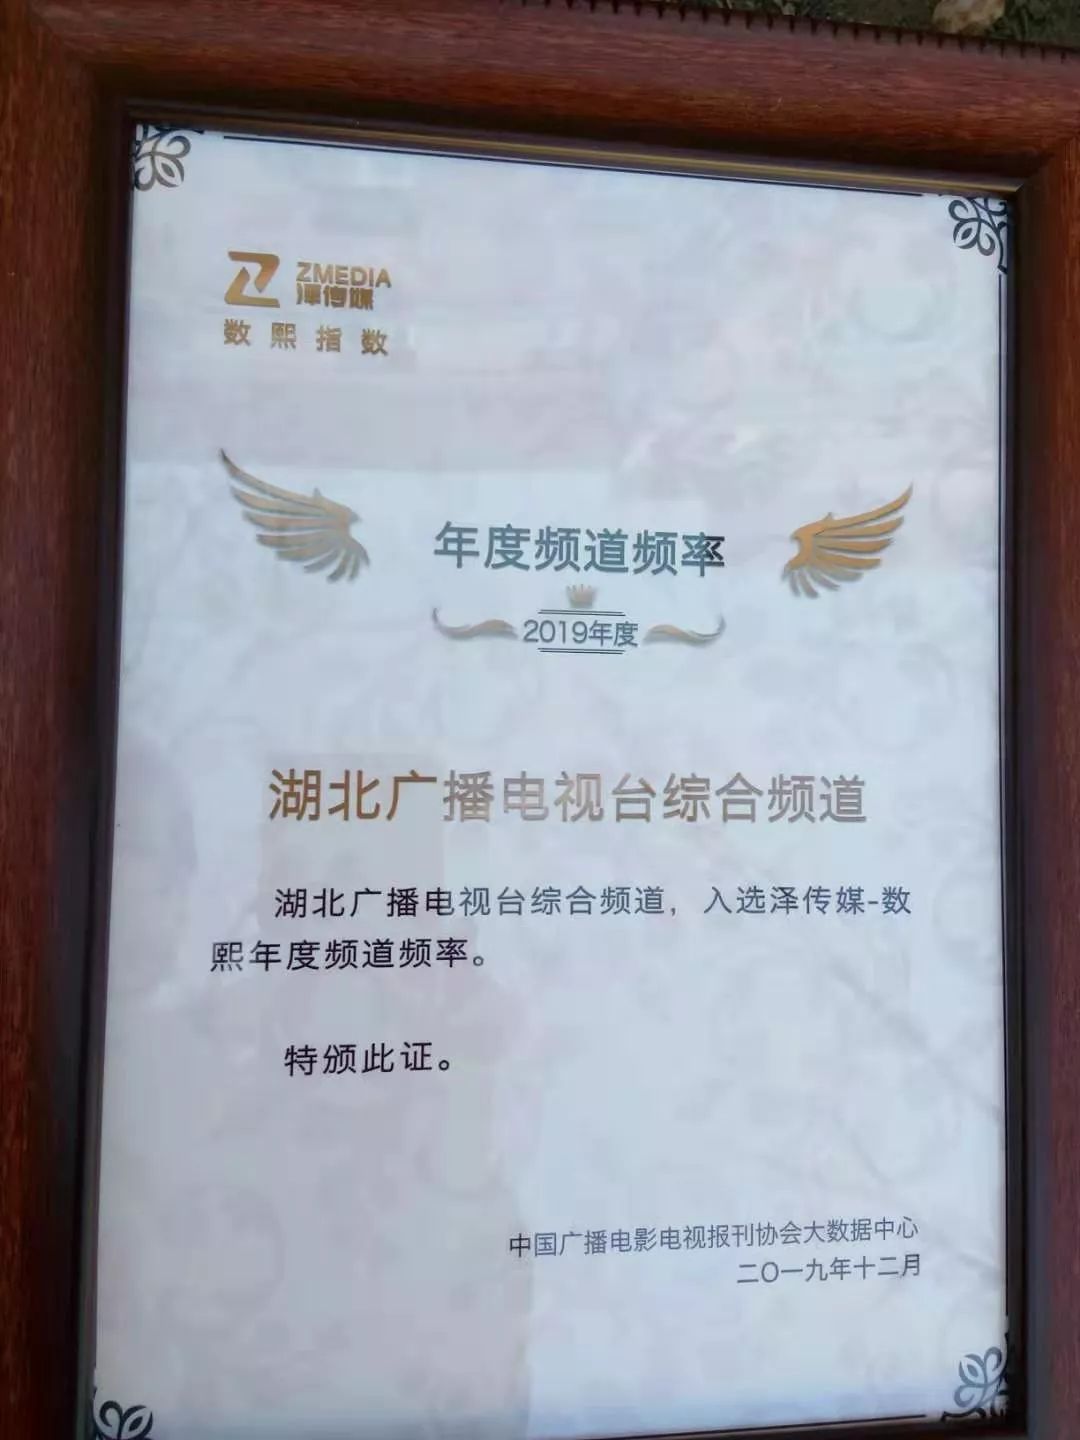 ZMEDIA
泽传媒
数熙指数
年度频道频率
2019年度
湖北广播电视台综合频道
湖北广播电视台综合频道，入选泽传媒-数
熙年度频道频率。
特颁此证。
中国广播电影电视报刊协会大数据中心
二〇一九年十二月